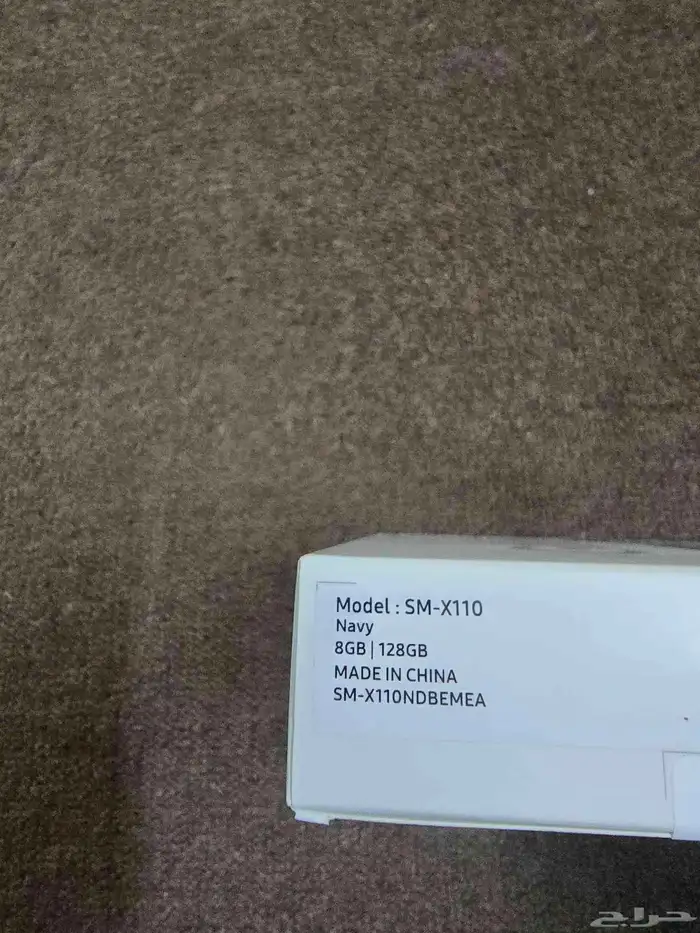 Model : SM-X110
Navy
8GB | 128GB
MADE IN CHINA
SM-X110NDBEMEA
حراج